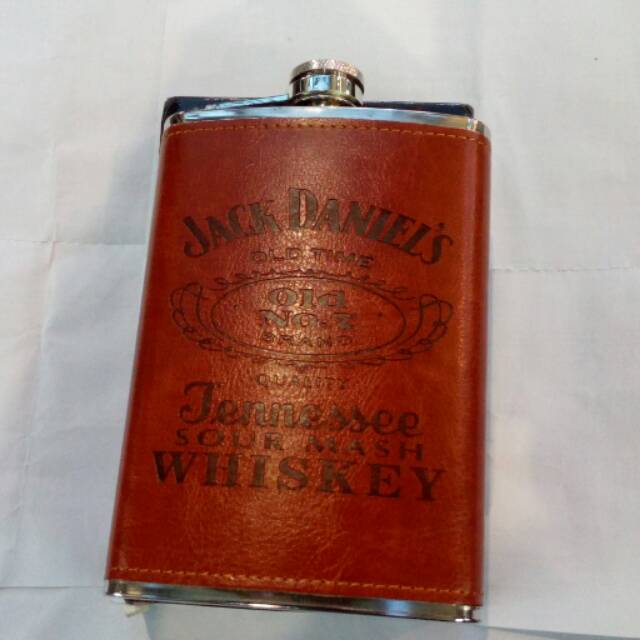 JACK DANIEL'S
OLD TIME
Old
No. 7
BRAND
QUALITY
Tennessee
SOUR MASH
WHISKEY